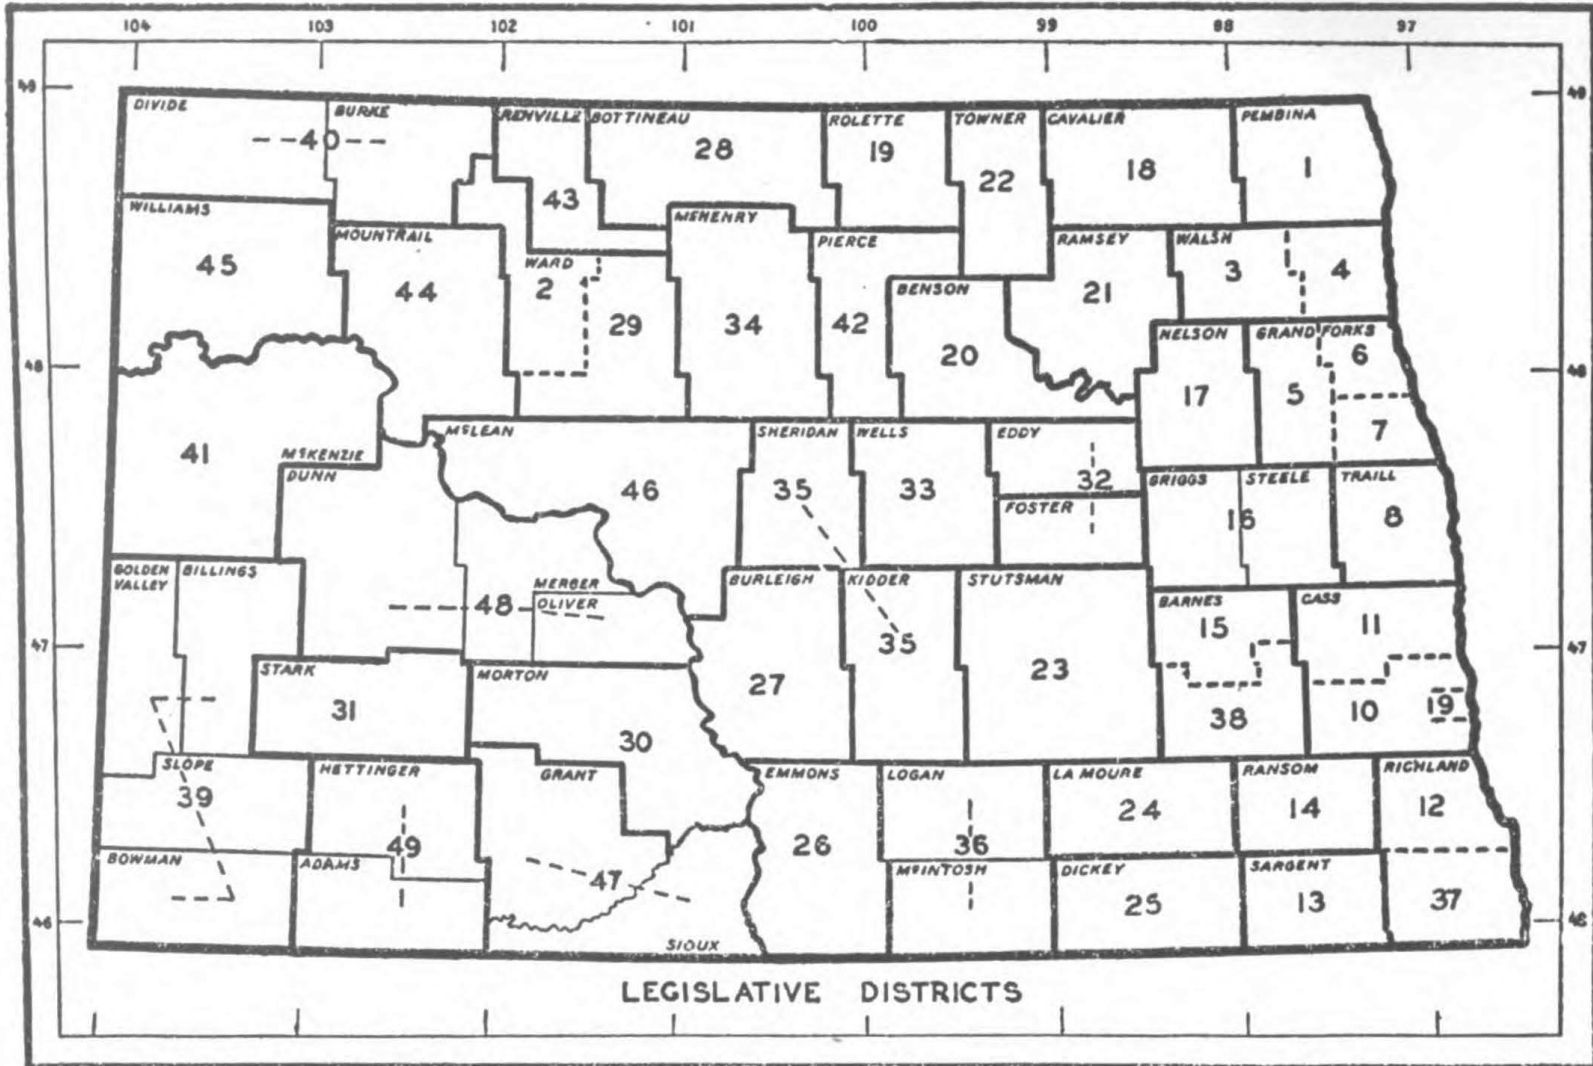 104 103 102 101 100 99 98 97
49 49
DIVIDE BURKE RENVILLE BOTTINEAU ROLETTE TOWNER CAVALIER PEMBINA
40 28 19 22 18 1
43
WILLIAMS MOUNTRAIL McHENRY PIERCE RAMSEY WALSH
45 44 WARD 2 29 34 42 BENSON 20 21 3 4
48 48
NELSON GRAND FORKS
17 5 6
7
41 McKENZIE
DUNN
McLEAN SHERIDAN WELLS EDDY
46 35 33 32
FOSTER
GRIGGS STEELE TRAILL
16 8
GOLDEN VALLEY BILLINGS
MERCER
48 OLIVER
BURLEIGH KIDDER STUTSMAN
BARNES CASS
15 11
47 47
35
27 23
STARK MORTON
31 30
38 10 19
SLOPE HETTINGER GRANT EMMONS LOGAN LA MOURE RANSOM RICHLAND
39 24 14 12
49 26 36
BOWMAN ADAMS McINTOSH DICKEY SARGENT
47 25 13 37
46 46
SIOUX
LEGISLATIVE DISTRICTS